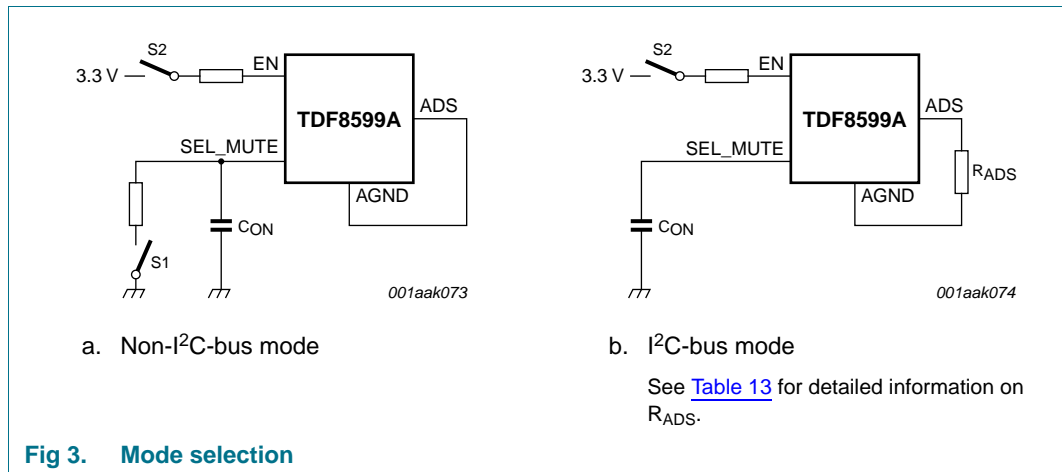 S2
3.3 V
EN
TDF8599A
ADS
SEL_MUTE
AGND
CON
S1
001aak073
a. Non-I2C-bus mode
S2
3.3 V
EN
TDF8599A
ADS
SEL_MUTE
RADS
AGND
CON
001aak074
b. I2C-bus mode
See Table 13 for detailed information on
RADS.
Fig 3. Mode selection